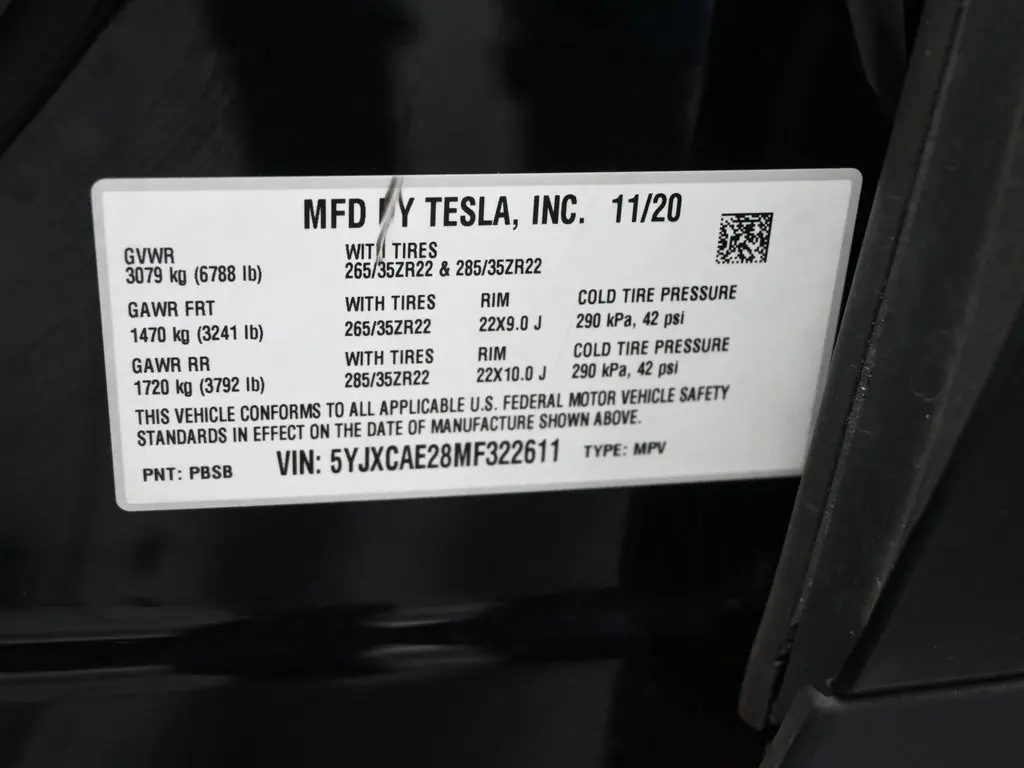 MFD BY TESLA, INC. 11/20
GVWR
3079 kg (6788 lb)
WITH TIRES
265/35ZR22 & 285/35ZR22
GAWR FRT
1470 kg (3241 lb)
WITH TIRES
265/35ZR22
RIM
22X9.0 J
COLD TIRE PRESSURE
290 kPa, 42 psi
GAWR RR
1720 kg (3792 lb)
WITH TIRES
285/35ZR22
RIM
22X10.0 J
COLD TIRE PRESSURE
290 kPa, 42 psi
THIS VEHICLE CONFORMS TO ALL APPLICABLE U.S. FEDERAL MOTOR VEHICLE SAFETY
STANDARDS IN EFFECT ON THE DATE OF MANUFACTURE SHOWN ABOVE.
PNT: PBSB VIN: 5YJXCAE28MF322611 TYPE: MPV